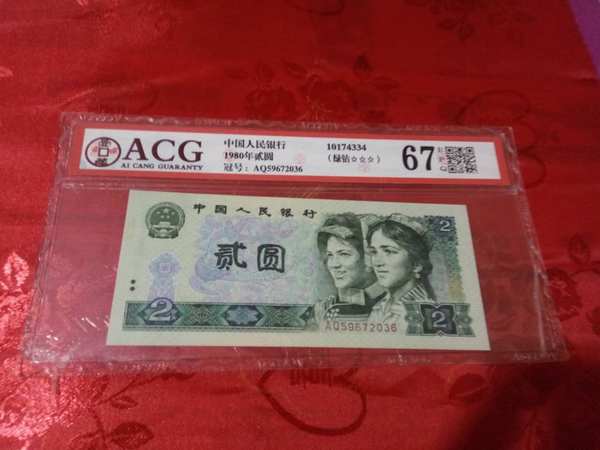 ACG
AI CANG GUARANTY
中国人民银行
1980年贰圆
冠号：AQ59672036
10174334
（绿钻☆☆☆）
67 E P Q
中国人民银行
贰圆
2
2
2
AQ59672036